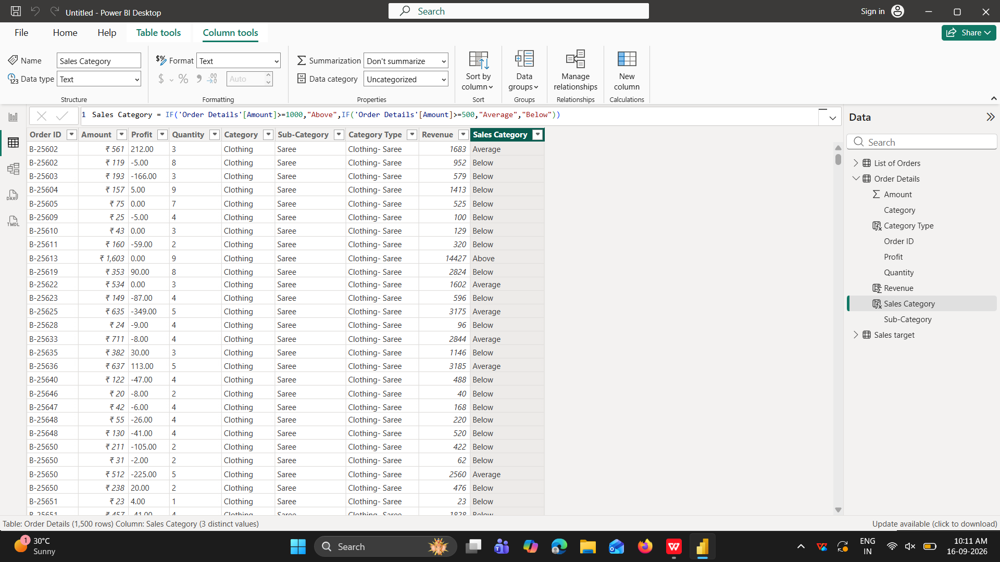 Untitled - Power BI Desktop
Search
Sign in
File Home Help Table tools Column tools
Share
Name Sales Category
Data type Text
Structure
Format Text
$ % , .00 Auto
Formatting
Summarization Don't summarize
Data category Uncategorized
Properties
Sort by column
Sort
Data groups
Groups
Manage relationships
Relationships
New column
Calculations
1 Sales Category = IF('Order Details'[Amount]>=1000,"Above",IF('Order Details'[Amount]>=500,"Average","Below"))
Order ID Amount Profit Quantity Category Sub-Category Category Type Revenue Sales Category
B-25602 ₹ 561 212.00 3 Clothing Saree Clothing- Saree 1683 Average
B-25602 ₹ 119 -5.00 8 Clothing Saree Clothing- Saree 952 Below
B-25603 ₹ 193 -166.00 3 Clothing Saree Clothing- Saree 579 Below
B-25604 ₹ 157 5.00 9 Clothing Saree Clothing- Saree 1413 Below
B-25605 ₹ 75 0.00 7 Clothing Saree Clothing- Saree 525 Below
B-25609 ₹ 25 -5.00 4 Clothing Saree Clothing- Saree 100 Below
B-25610 ₹ 43 0.00 3 Clothing Saree Clothing- Saree 129 Below
B-25611 ₹ 160 -59.00 2 Clothing Saree Clothing- Saree 320 Below
B-25613 ₹ 1,603 0.00 9 Clothing Saree Clothing- Saree 14427 Above
B-25619 ₹ 353 90.00 8 Clothing Saree Clothing- Saree 2824 Below
B-25622 ₹ 534 0.00 3 Clothing Saree Clothing- Saree 1602 Average
B-25623 ₹ 149 -87.00 4 Clothing Saree Clothing- Saree 596 Below
B-25625 ₹ 635 -349.00 5 Clothing Saree Clothing- Saree 3175 Average
B-25628 ₹ 24 -9.00 4 Clothing Saree Clothing- Saree 96 Below
B-25633 ₹ 711 -8.00 4 Clothing Saree Clothing- Saree 2844 Average
B-25635 ₹ 382 30.00 3 Clothing Saree Clothing- Saree 1146 Below
B-25636 ₹ 637 113.00 5 Clothing Saree Clothing- Saree 3185 Average
B-25640 ₹ 122 -47.00 4 Clothing Saree Clothing- Saree 488 Below
B-25646 ₹ 20 -8.00 2 Clothing Saree Clothing- Saree 40 Below
B-25647 ₹ 42 -6.00 4 Clothing Saree Clothing- Saree 168 Below
B-25648 ₹ 55 -26.00 4 Clothing Saree Clothing- Saree 220 Below
B-25648 ₹ 130 -41.00 4 Clothing Saree Clothing- Saree 520 Below
B-25650 ₹ 211 -105.00 2 Clothing Saree Clothing- Saree 422 Below
B-25650 ₹ 31 -2.00 2 Clothing Saree Clothing- Saree 62 Below
B-25650 ₹ 512 -225.00 5 Clothing Saree Clothing- Saree 2560 Average
B-25650 ₹ 238 20.00 2 Clothing Saree Clothing- Saree 476 Below
B-25651 ₹ 23 4.00 1 Clothing Saree Clothing- Saree 23 Below
B-25651 ₹ 457 -41.00 4 Clothing Saree Clothing- Saree 1828 Below
Data
Search
List of Orders
Order Details
Amount
Category
Category Type
Order ID
Profit
Quantity
Revenue
Sales Category
Sub-Category
Sales target
DAX
TMDL
Table: Order Details (1,500 rows) Column: Sales Category (3 distinct values)
Update available (click to download)
1
30°C
Sunny
Search
ENG
IN
10:11 AM
16-09-2026